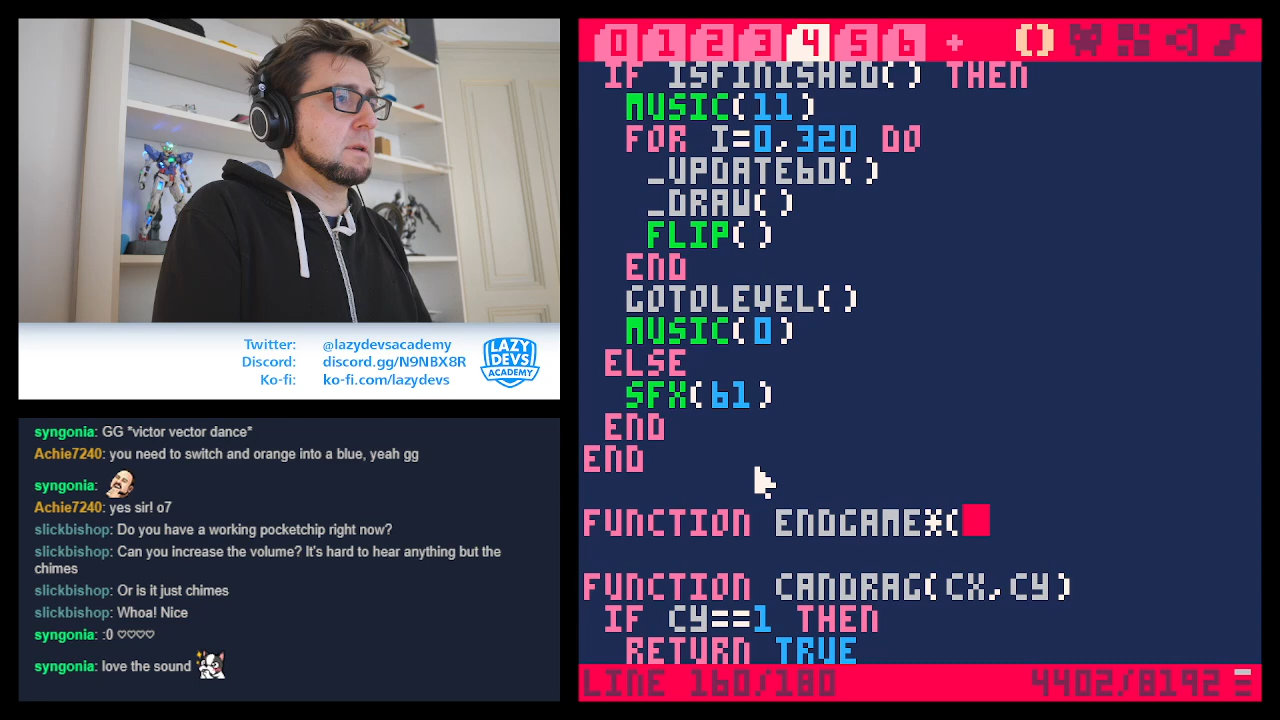 Twitter: @lazydevsacademy
Discord: discord.gg/N9NBX8R
Ko-fi: ko-fi.com/lazydevs
LAZY
DEVS
ACADEMY
syngonia: GG *victor vector dance*
Achie7240: you need to switch and orange into a blue, yeah gg
syngonia:
Achie7240: yes sir! o7
slickbishop: Do you have a working pocketchip right now?
slickbishop: Can you increase the volume? It's hard to hear anything but the
chimes
slickbishop: Or is it just chimes
slickbishop: Whoa! Nice
syngonia: :0 ♡♡♡♡
syngonia: love the sound
0 1 2 3 4 5 6 + ()
IF ISFINISHED() THEN
MUSIC(11)
FOR I=0,320 DO
_UPDATE60()
_DRAW()
FLIP()
END
GOTOLEVEL()
MUSIC(0)
ELSE
SFX(61)
END
END
FUNCTION ENDGAME*(
FUNCTION CANDRAG(CX,CY)
IF CY==1 THEN
RETURN TRUE
LINE 160/180 4402/8192